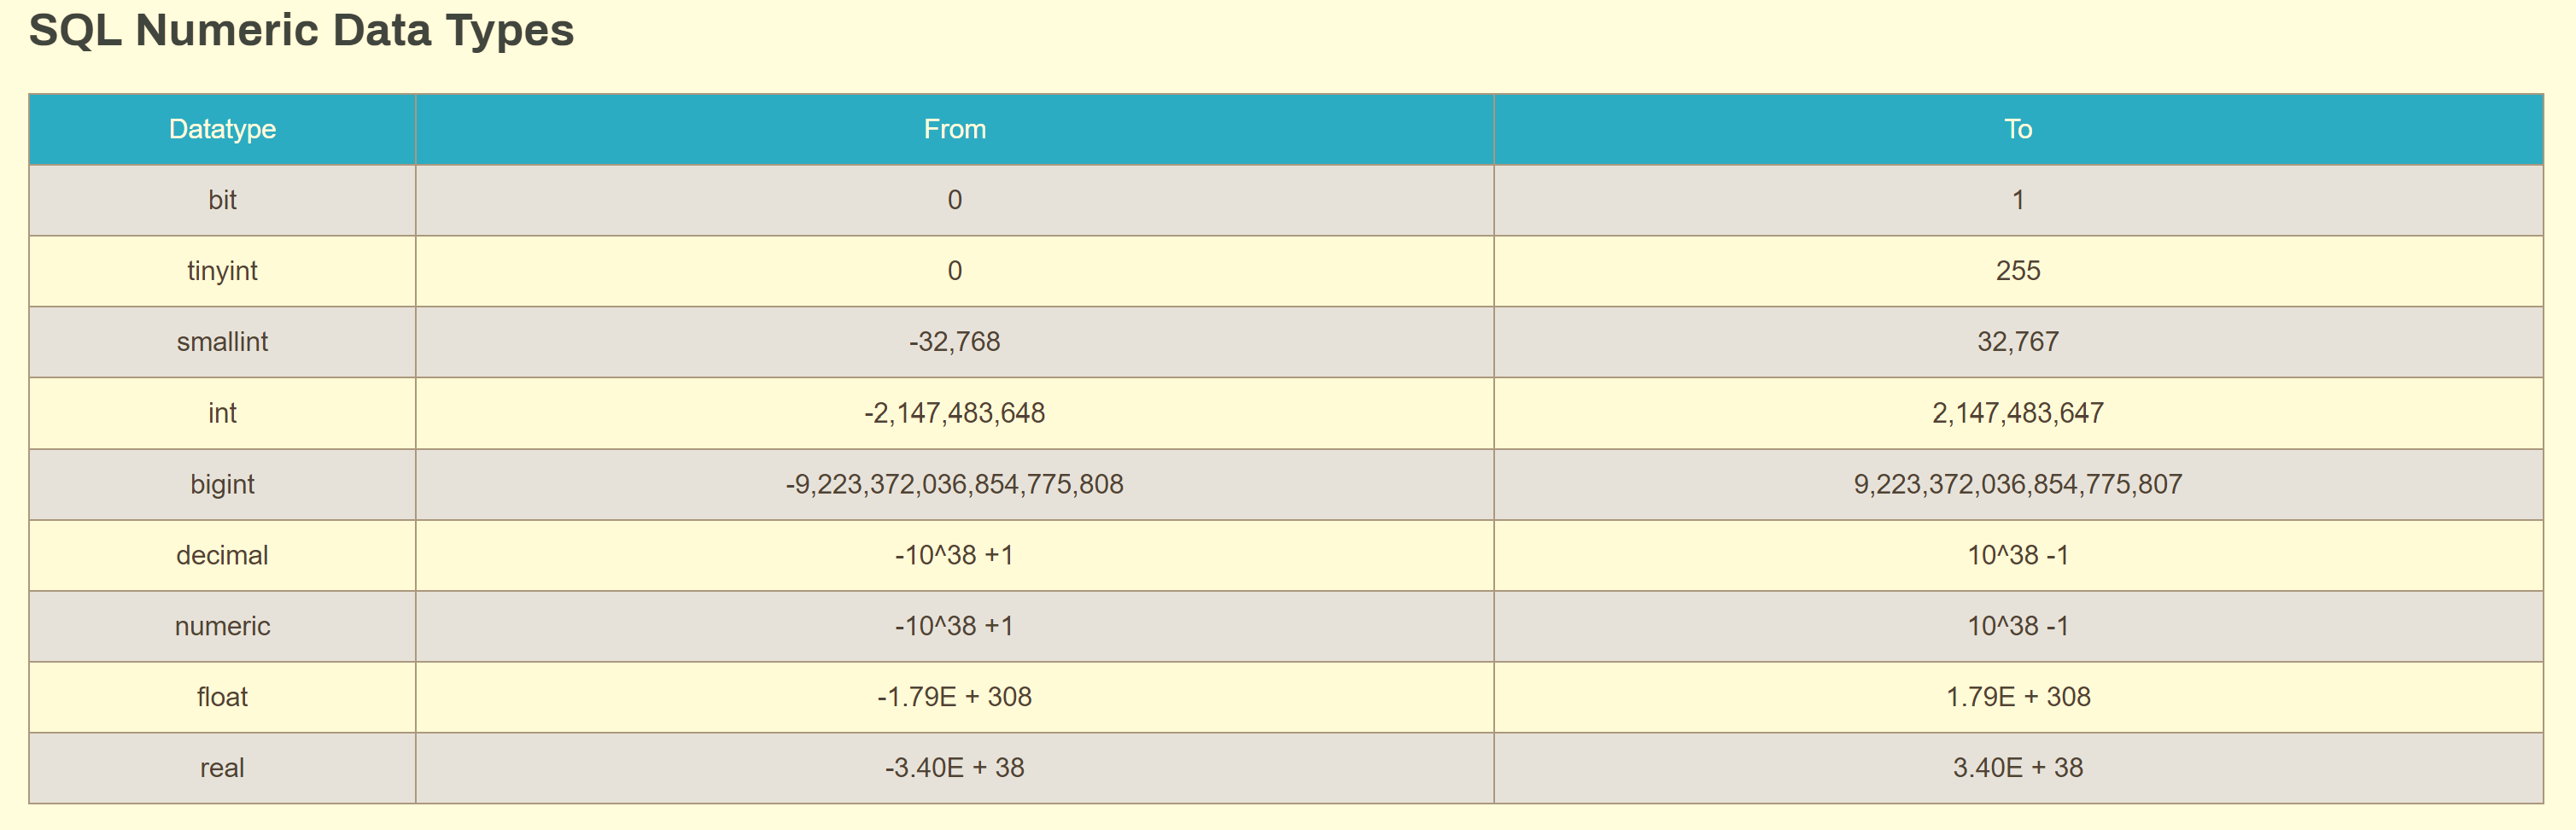 SQL Numeric Data Types
Datatype From To
bit 0 1
tinyint 0 255
smallint -32,768 32,767
int -2,147,483,648 2,147,483,647
bigint -9,223,372,036,854,775,808 9,223,372,036,854,775,807
decimal -10^38 +1 10^38 -1
numeric -10^38 +1 10^38 -1
float -1.79E + 308 1.79E + 308
real -3.40E + 38 3.40E + 38